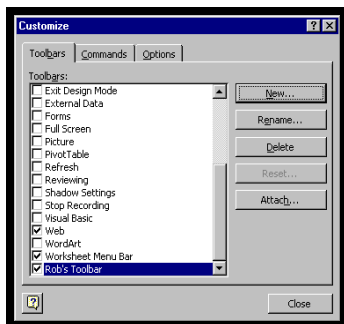 Customize
Toolbars Commands Options
Toolbars:
Exit Design Mode
External Data
Forms
Full Screen
Picture
PivotTable
Refresh
Reviewing
Shadow Settings
Stop Recording
Visual Basic
Web
WordArt
Worksheet Menu Bar
Rob's Toolbar
New...
Rename...
Delete
Reset...
Attach...
Close